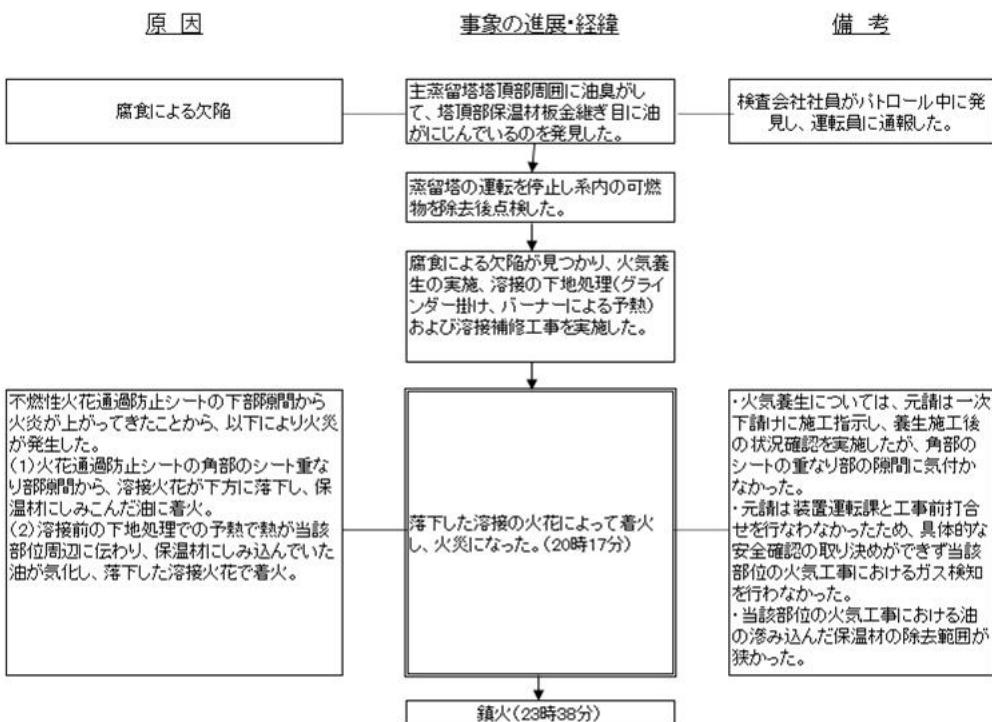 原 因
事象の進展・経緯
備 考
腐食による欠陥
主蒸留塔塔頂部周囲に油臭がし
て、塔頂部保温材板金継ぎ目に油
がにじんでいるのを発見した。
検査会社社員がパトロール中に発
見し、運転員に通報した。
蒸留塔の運転を停止し系内の可燃
物を除去後点検した。
腐食による欠陥が見つかり、火気養
生の実施、溶接の下地処理(グラ
インダー掛け、バーナーによる予熱)
および溶接補修工事を実施した。
不燃性火花通過防止シートの下部隙間から
火炎が上がってきたことから、以下により火災
が発生した。
(1)火花通過防止シートの角部のシート重な
り部隙間から、溶接火花が下方に落下し、保
温材にしみこんだ油に着火。
(2)溶接前の下地処理での予熱で熱が当該
部位周辺に伝わり、保温材にしみ込んでいた
油が気化し、落下した溶接火花で着火。
落下した溶接の火花によって着火
し、火災になった。(20時17分)
・火気養生については、元請は一次
下請けに施工指示し、養生施工後
の状況確認を実施したが、角部の
シートの重なり部の隙間に気付か
なかった。
・元請は装置運転課と工事前打合
せを行なわなかったため、具体的な
安全確認の取り決めができず当該
部位の火気工事におけるガス検知
を行わなかった。
・当該部位の火気工事における油
の滲み込んだ保温材の除去範囲が
狭かった。
鎮火(23時38分)